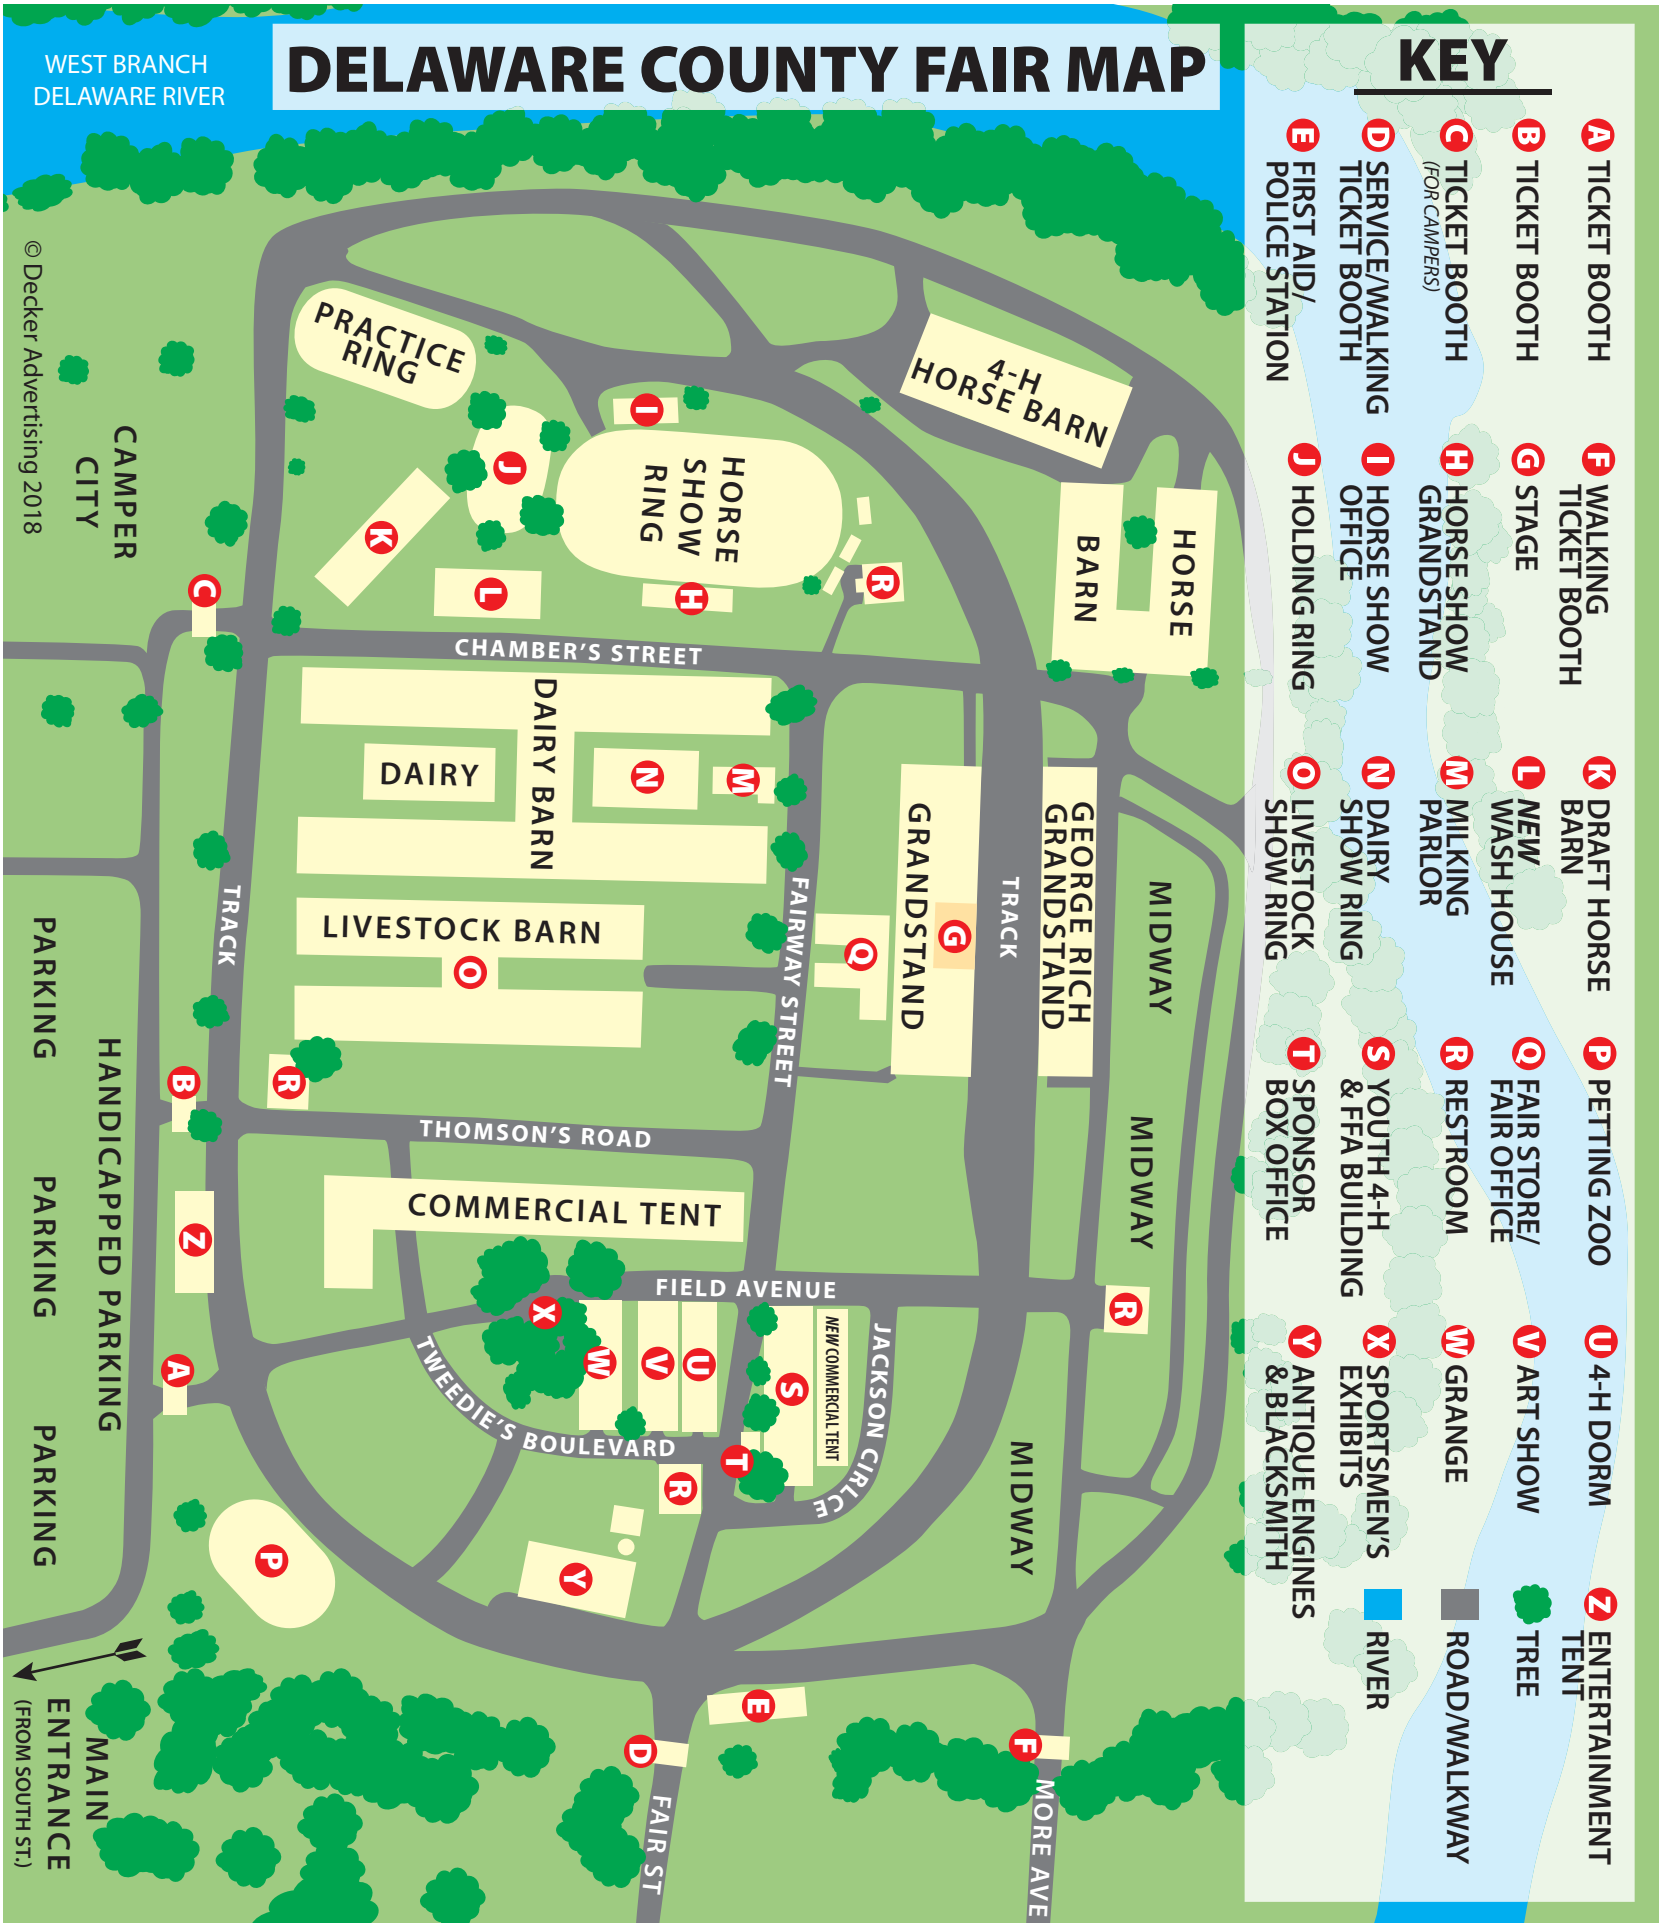 DELAWARE COUNTY FAIR MAP
WEST BRANCH
DELAWARE RIVER
KEY
A TICKET BOOTH
B TICKET BOOTH
C TICKET BOOTH
(FOR CAMPERS)
D SERVICE/WALKING
TICKET BOOTH
E FIRST AID/
POLICE STATION
F WALKING
TICKET BOOTH
G STAGE
H HORSE SHOW
GRANDSTAND
I HORSE SHOW
OFFICE
J HOLDING RING
K DRAFT HORSE
BARN
L NEW
WASH HOUSE
M MILKING
PARLOR
N DAIRY
SHOW RING
O LIVESTOCK
SHOW RING
P PETTING ZOO
Q FAIR STORE/
FAIR OFFICE
R RESTROOM
S YOUTH 4-H
& FFA BUILDING
T SPONSOR
BOX OFFICE
U 4-H DORM
V ART SHOW
W GRANGE
X SPORTSMEN'S
EXHIBITS
Y ANTIQUE ENGINES
& BLACKSMITH
Z ENTERTAINMENT
TENT
TREE
ROAD/WALKWAY
RIVER
PRACTICE
RING
4-H
HORSE BARN
I
HORSE
SHOW
RING
J
K
L
H
R
HORSE
BARN
C
CAMPER
CITY
© Decker Advertising 2018
CHAMBER'S STREET
DAIRY BARN
DAIRY
N
M
FAIRWAY STREET
LIVESTOCK BARN
O
Q
GRANDSTAND
G
TRACK
GEORGE RICH
GRANDSTAND
MIDWAY
MIDWAY
MIDWAY
TRACK
B
R
THOMSON'S ROAD
COMMERCIAL TENT
Z
A
PARKING
PARKING
PARKING
HANDICAPPED PARKING
FIELD AVENUE
X
W
V
U
S
NEW COMMERCIAL TENT
JACKSON CIRLCE
TWEEDIE'S BOULEVARD
T
R
R
Y
P
E
D
F
FAIR ST
MORE AVE
MAIN
ENTRANCE
(FROM SOUTH ST.)